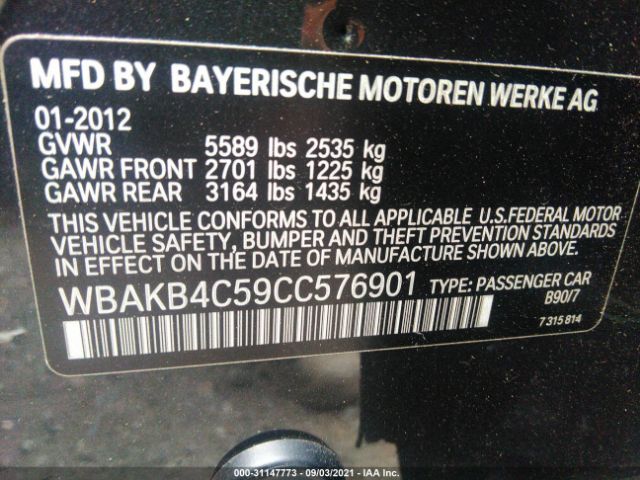 MFD BY BAYERISCHE MOTOREN WERKE AG
01-2012
GVWR 5589 lbs 2535 kg
GAWR FRONT 2701 lbs 1225 kg
GAWR REAR 3164 lbs 1435 kg
THIS VEHICLE CONFORMS TO ALL APPLICABLE U.S.FEDERAL MOTOR
VEHICLE SAFETY, BUMPER AND THEFT PREVENTION STANDARDS
IN EFFECT ON THE DATE OF MANUFACTURE SHOWN ABOVE.
WBAKB4C59CC576901 TYPE: PASSENGER CAR
B90/7
7 315 814
000-31147773 - 09/03/2021 - IAA Inc.